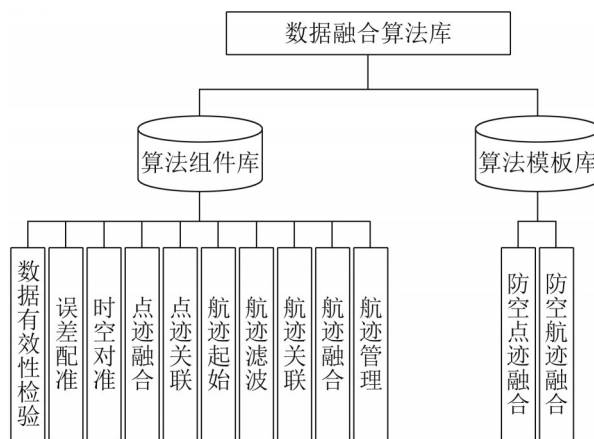 数据融合算法库
算法组件库
算法模板库
数据有效性检验
误差配准
时空对准
点迹融合
点迹关联
航迹起始
航迹滤波
航迹关联
航迹融合
航迹管理
防空点迹融合
防空航迹融合